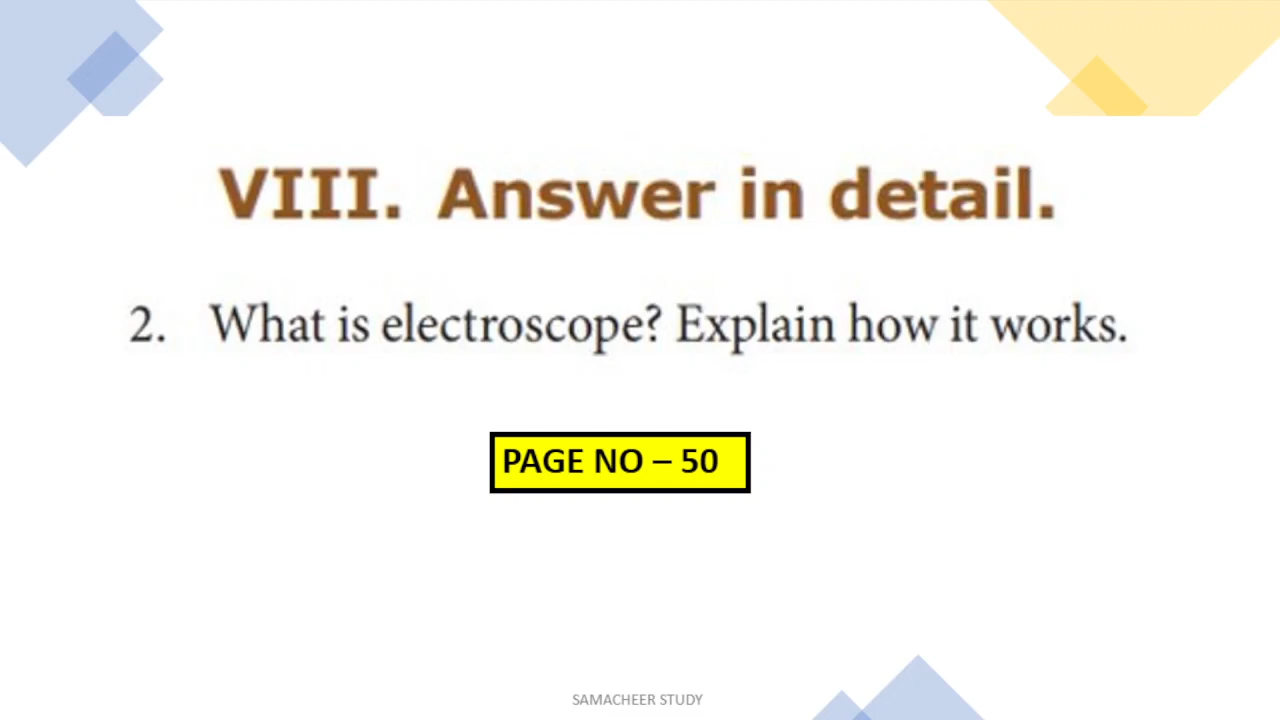 VIII. Answer in detail.
2. What is electroscope? Explain how it works.
PAGE NO – 50
SAMACHEER STUDY